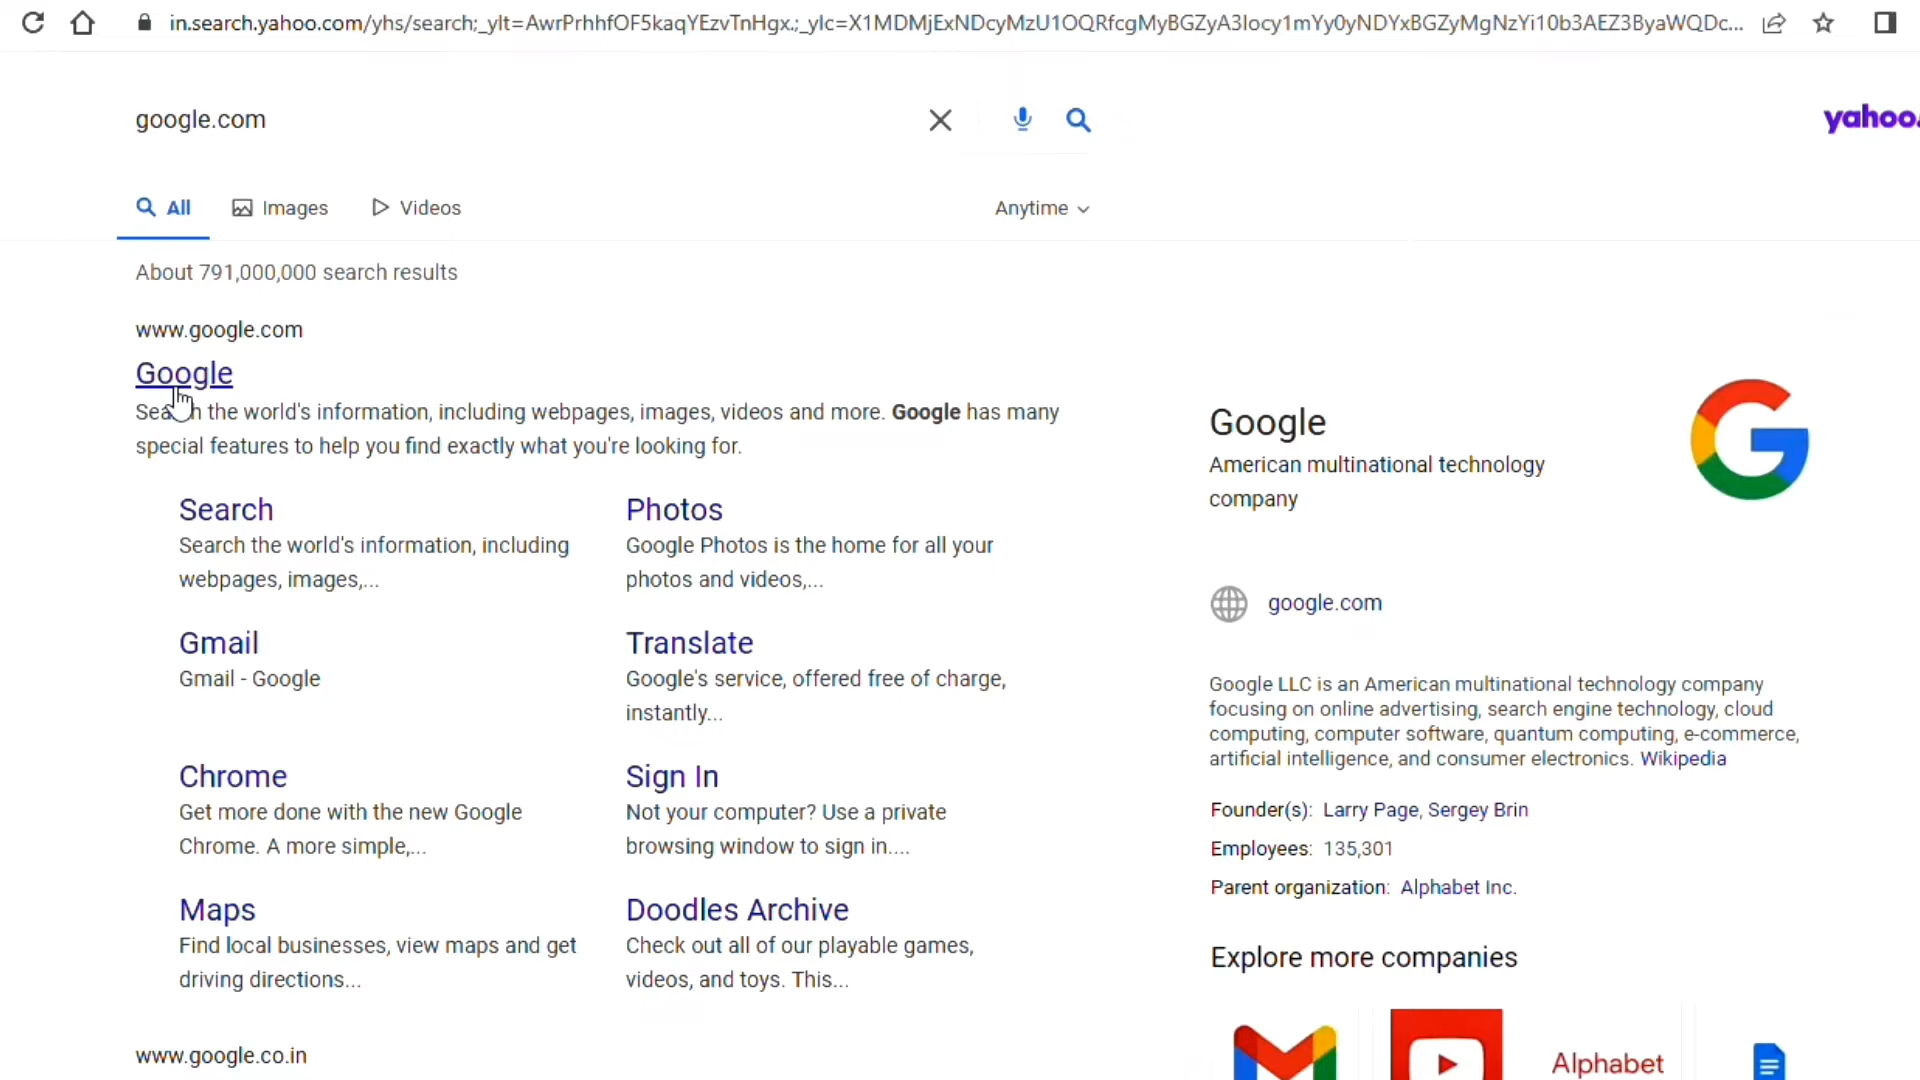 in.search.yahoo.com/yhs/search;_ylt=AwrPrhhfOF5kaqYEzvTnHgx.;_ylc=X1MDMjExNDcyMzU1OQRfcgMyBGZyA3locy1mYy0yNDYxBGZyMgNzYi10b3AEZ3ByaWQDc...
google.com
yahoo
All
Images
Videos
Anytime
About 791,000,000 search results
www.google.com
Google
Search the world's information, including webpages, images, videos and more. Google has many
special features to help you find exactly what you're looking for.
Search
Search the world's information, including
webpages, images,...
Photos
Google Photos is the home for all your
photos and videos,...
Gmail
Gmail - Google
Translate
Google's service, offered free of charge,
instantly...
Chrome
Get more done with the new Google
Chrome. A more simple,...
Sign In
Not your computer? Use a private
browsing window to sign in....
Maps
Find local businesses, view maps and get
driving directions...
Doodles Archive
Check out all of our playable games,
videos, and toys. This...
www.google.co.in
Google
American multinational technology
company
google.com
Google LLC is an American multinational technology company
focusing on online advertising, search engine technology, cloud
computing, computer software, quantum computing, e-commerce,
artificial intelligence, and consumer electronics. Wikipedia
Founder(s): Larry Page, Sergey Brin
Employees: 135,301
Parent organization: Alphabet Inc.
Explore more companies
Alphabet